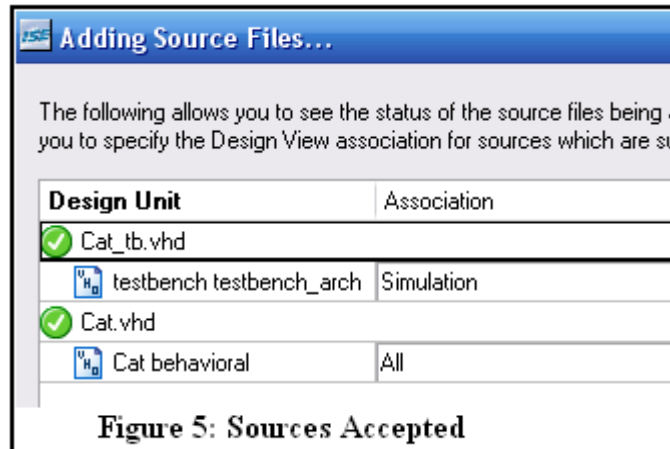 ISE Adding Source Files...
The following allows you to see the status of the source files being
you to specify the Design View association for sources which are
Design Unit Association
Cat_tb.vhd
testbench testbench_arch Simulation
Cat.vhd
Cat behavioral All
Figure 5: Sources Accepted